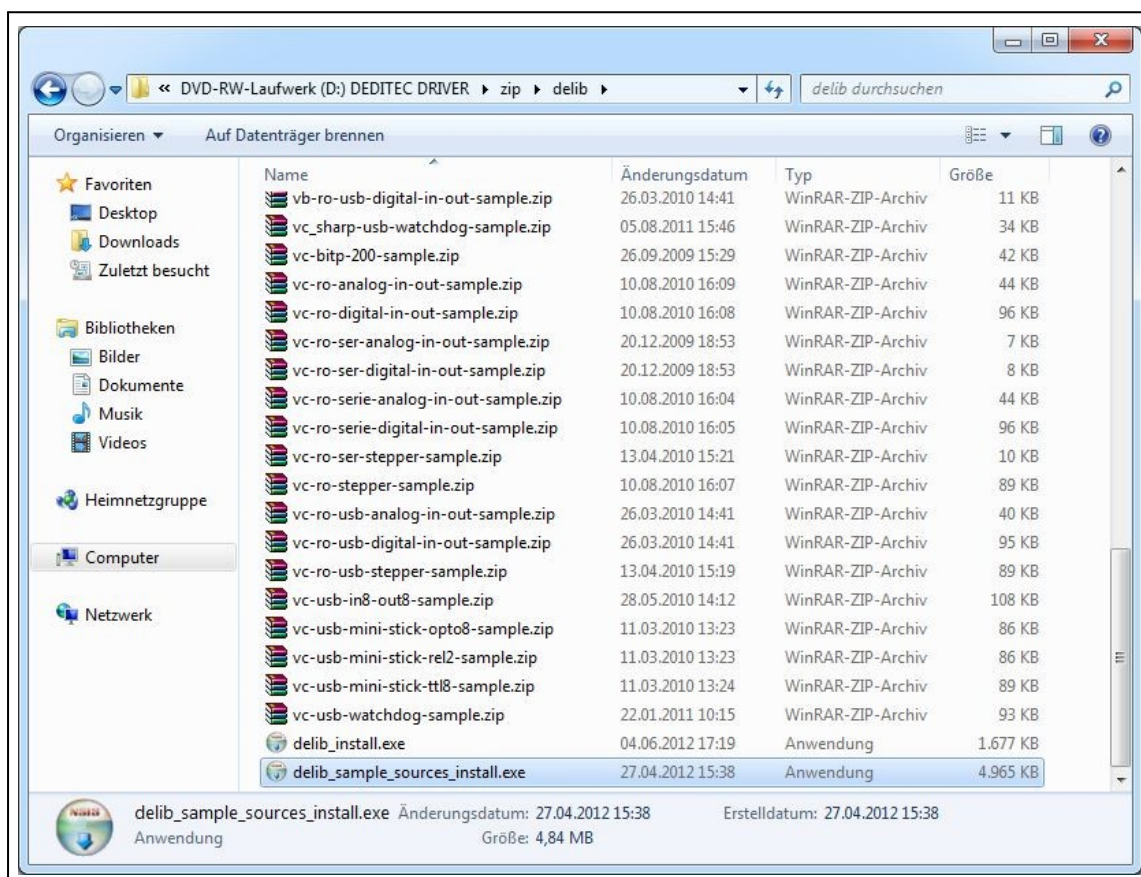 « DVD-RW-Laufwerk (D:) DEDITEC DRIVER ▸ zip ▸ delib ▸ delib durchsuchen
Organisieren Auf Datenträger brennen
Favoriten
Desktop
Downloads
Zuletzt besucht
Bibliotheken
Bilder
Dokumente
Musik
Videos
Heimnetzgruppe
Computer
Netzwerk
Name Änderungsdatum Typ Größe
vb-ro-usb-digital-in-out-sample.zip 26.03.2010 14:41 WinRAR-ZIP-Archiv 11 KB
vc_sharp-usb-watchdog-sample.zip 05.08.2011 15:46 WinRAR-ZIP-Archiv 34 KB
vc-bitp-200-sample.zip 26.09.2009 15:29 WinRAR-ZIP-Archiv 42 KB
vc-ro-analog-in-out-sample.zip 10.08.2010 16:09 WinRAR-ZIP-Archiv 44 KB
vc-ro-digital-in-out-sample.zip 10.08.2010 16:08 WinRAR-ZIP-Archiv 96 KB
vc-ro-ser-analog-in-out-sample.zip 20.12.2009 18:53 WinRAR-ZIP-Archiv 7 KB
vc-ro-ser-digital-in-out-sample.zip 20.12.2009 18:53 WinRAR-ZIP-Archiv 8 KB
vc-ro-serie-analog-in-out-sample.zip 10.08.2010 16:04 WinRAR-ZIP-Archiv 44 KB
vc-ro-serie-digital-in-out-sample.zip 10.08.2010 16:05 WinRAR-ZIP-Archiv 96 KB
vc-ro-ser-stepper-sample.zip 13.04.2010 15:21 WinRAR-ZIP-Archiv 10 KB
vc-ro-stepper-sample.zip 10.08.2010 16:07 WinRAR-ZIP-Archiv 89 KB
vc-ro-usb-analog-in-out-sample.zip 26.03.2010 14:41 WinRAR-ZIP-Archiv 40 KB
vc-ro-usb-digital-in-out-sample.zip 26.03.2010 14:41 WinRAR-ZIP-Archiv 95 KB
vc-ro-usb-stepper-sample.zip 13.04.2010 15:19 WinRAR-ZIP-Archiv 89 KB
vc-usb-in8-out8-sample.zip 28.05.2010 14:12 WinRAR-ZIP-Archiv 108 KB
vc-usb-mini-stick-opto8-sample.zip 11.03.2010 13:23 WinRAR-ZIP-Archiv 86 KB
vc-usb-mini-stick-rel2-sample.zip 11.03.2010 13:23 WinRAR-ZIP-Archiv 86 KB
vc-usb-mini-stick-ttl8-sample.zip 11.03.2010 13:24 WinRAR-ZIP-Archiv 89 KB
vc-usb-watchdog-sample.zip 22.01.2011 10:15 WinRAR-ZIP-Archiv 93 KB
delib_install.exe 04.06.2012 17:19 Anwendung 1.677 KB
delib_sample_sources_install.exe 27.04.2012 15:38 Anwendung 4.965 KB
delib_sample_sources_install.exe Änderungsdatum: 27.04.2012 15:38 Erstelldatum: 27.04.2012 15:38
Anwendung Größe: 4,84 MB